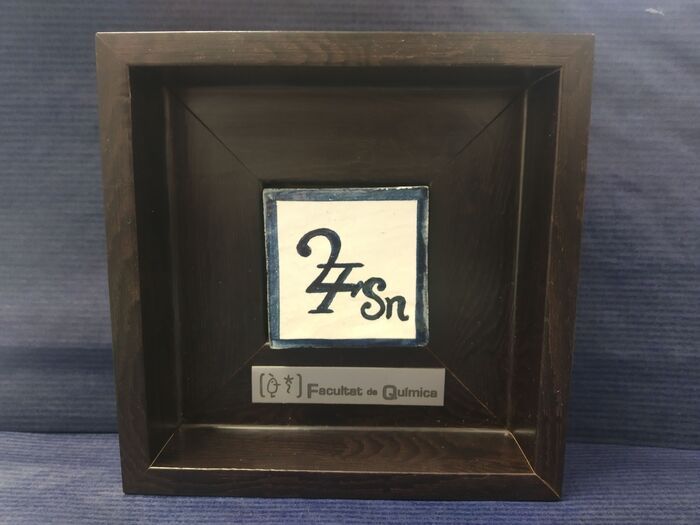 ♃ Sn
Facultat de Química